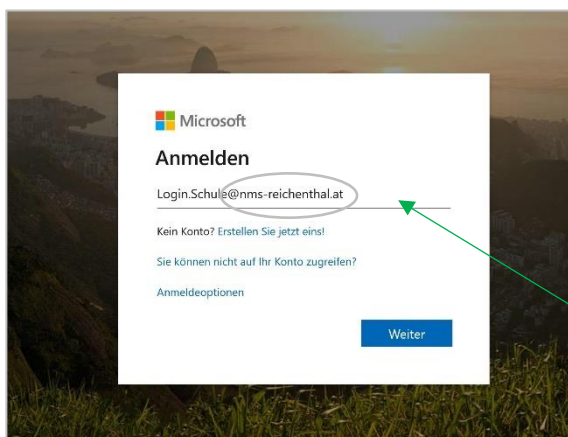 Microsoft
Anmelden
Login.Schule@nms-reichenthal.at
Kein Konto? Erstellen Sie jetzt eins!
Sie können nicht auf Ihr Konto zugreifen?
Anmeldeoptionen
Weiter